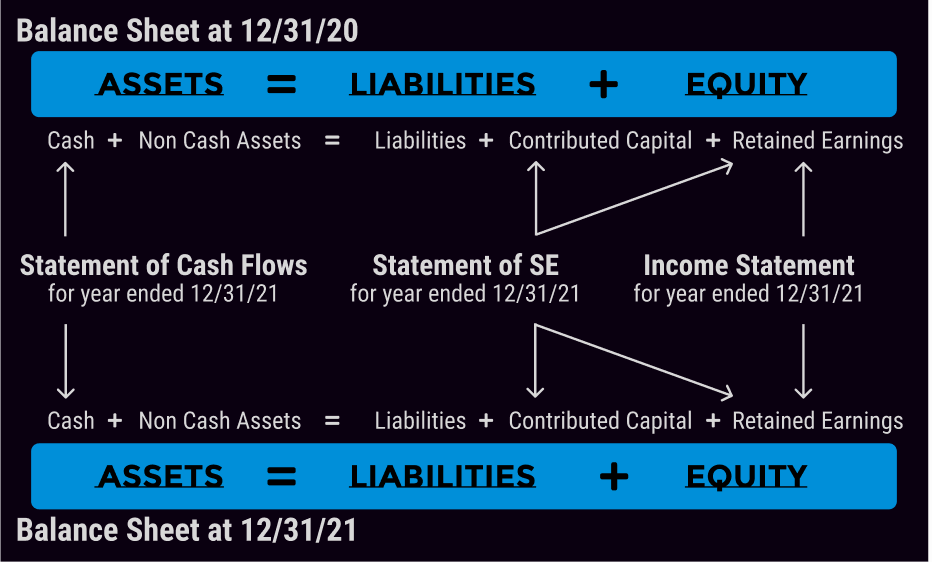 Balance Sheet at 12/31/20
ASSETS = LIABILITIES + EQUITY
Cash + Non Cash Assets = Liabilities + Contributed Capital + Retained Earnings
Statement of Cash Flows Statement of SE Income Statement
for year ended 12/31/21 for year ended 12/31/21 for year ended 12/31/21
Cash + Non Cash Assets = Liabilities + Contributed Capital + Retained Earnings
ASSETS = LIABILITIES + EQUITY
Balance Sheet at 12/31/21